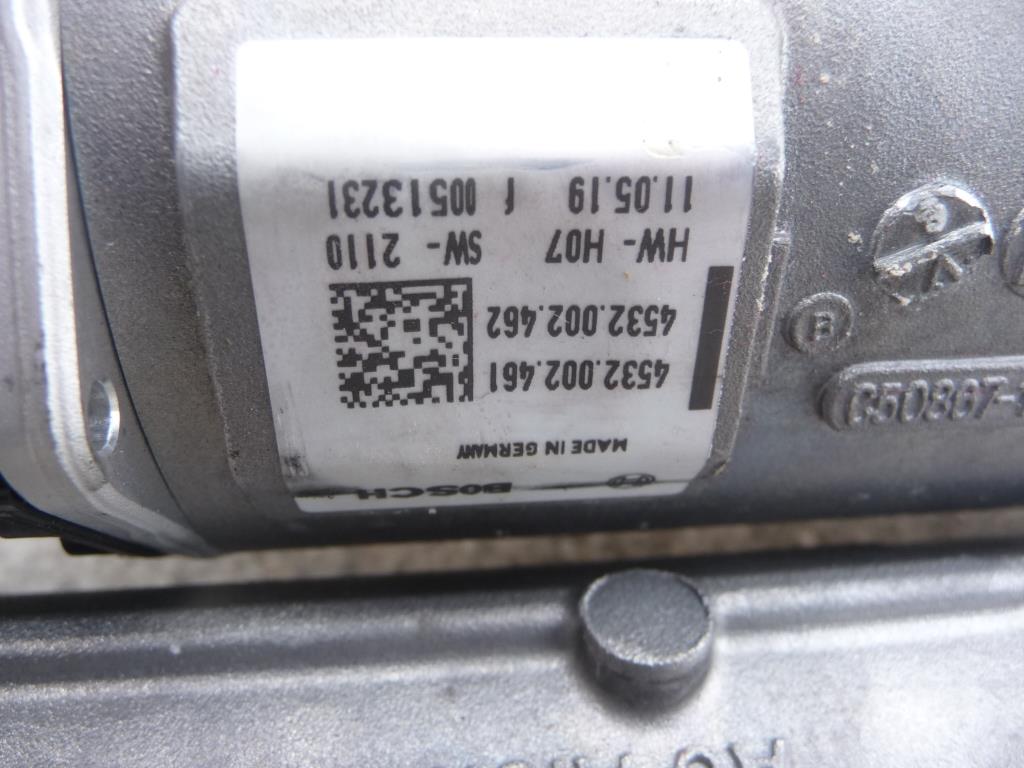 BOSCH
MADE IN GERMANY
4532.002.461
4532.002.462
HW- H07 SW- 2110
11.05.19 f 00513231
B